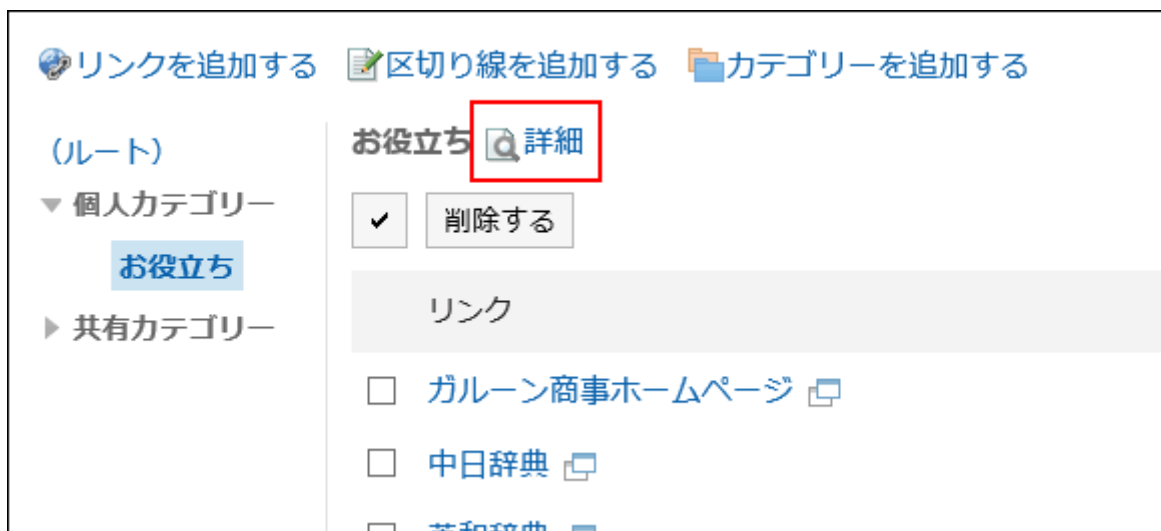 リンクを追加する 区切り線を追加する カテゴリーを追加する
(ルート)
個人カテゴリー
お役立ち
共有カテゴリー
お役立ち 詳細
削除する
リンク
ガルーン商事ホームページ
中日辞典
英和辞典